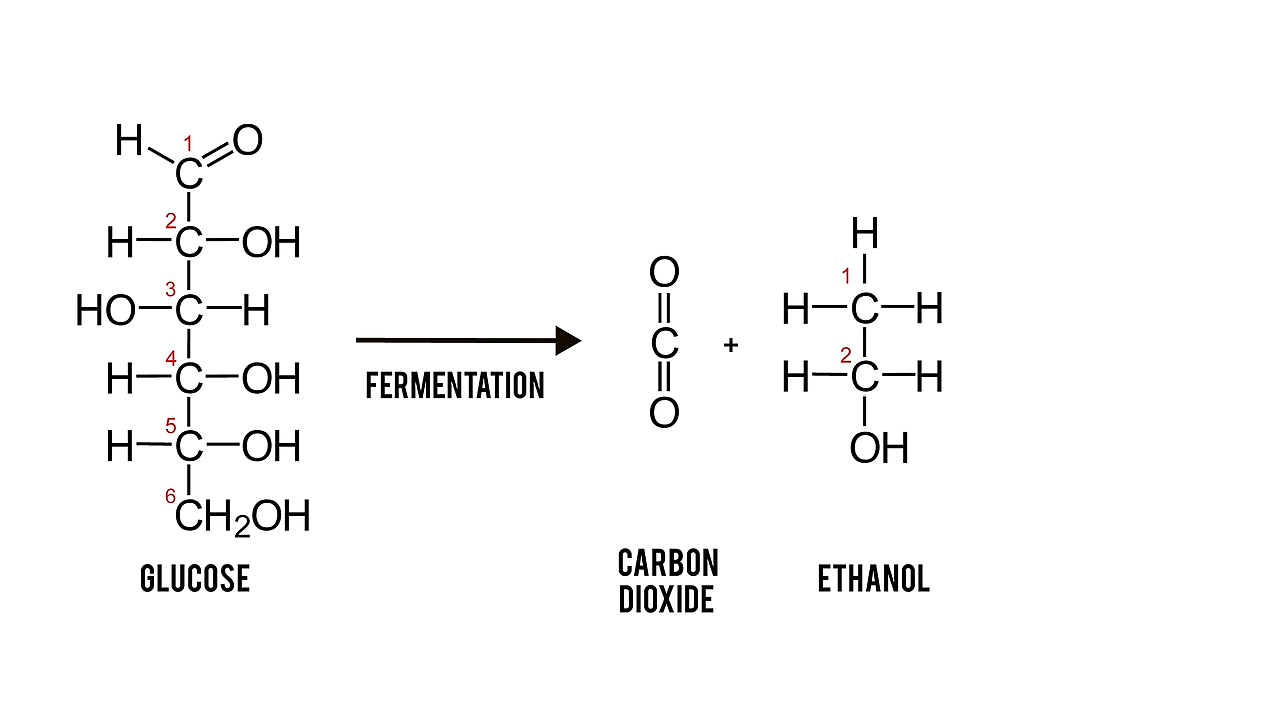 H 1 O
C
2
H C OH
3
HO C H
4
H C OH
5
H C OH
6
CH₂OH
GLUCOSE
FERMENTATION
O
C
O
+
H
1
H C H
2
H C H
OH
CARBON
DIOXIDE
ETHANOL